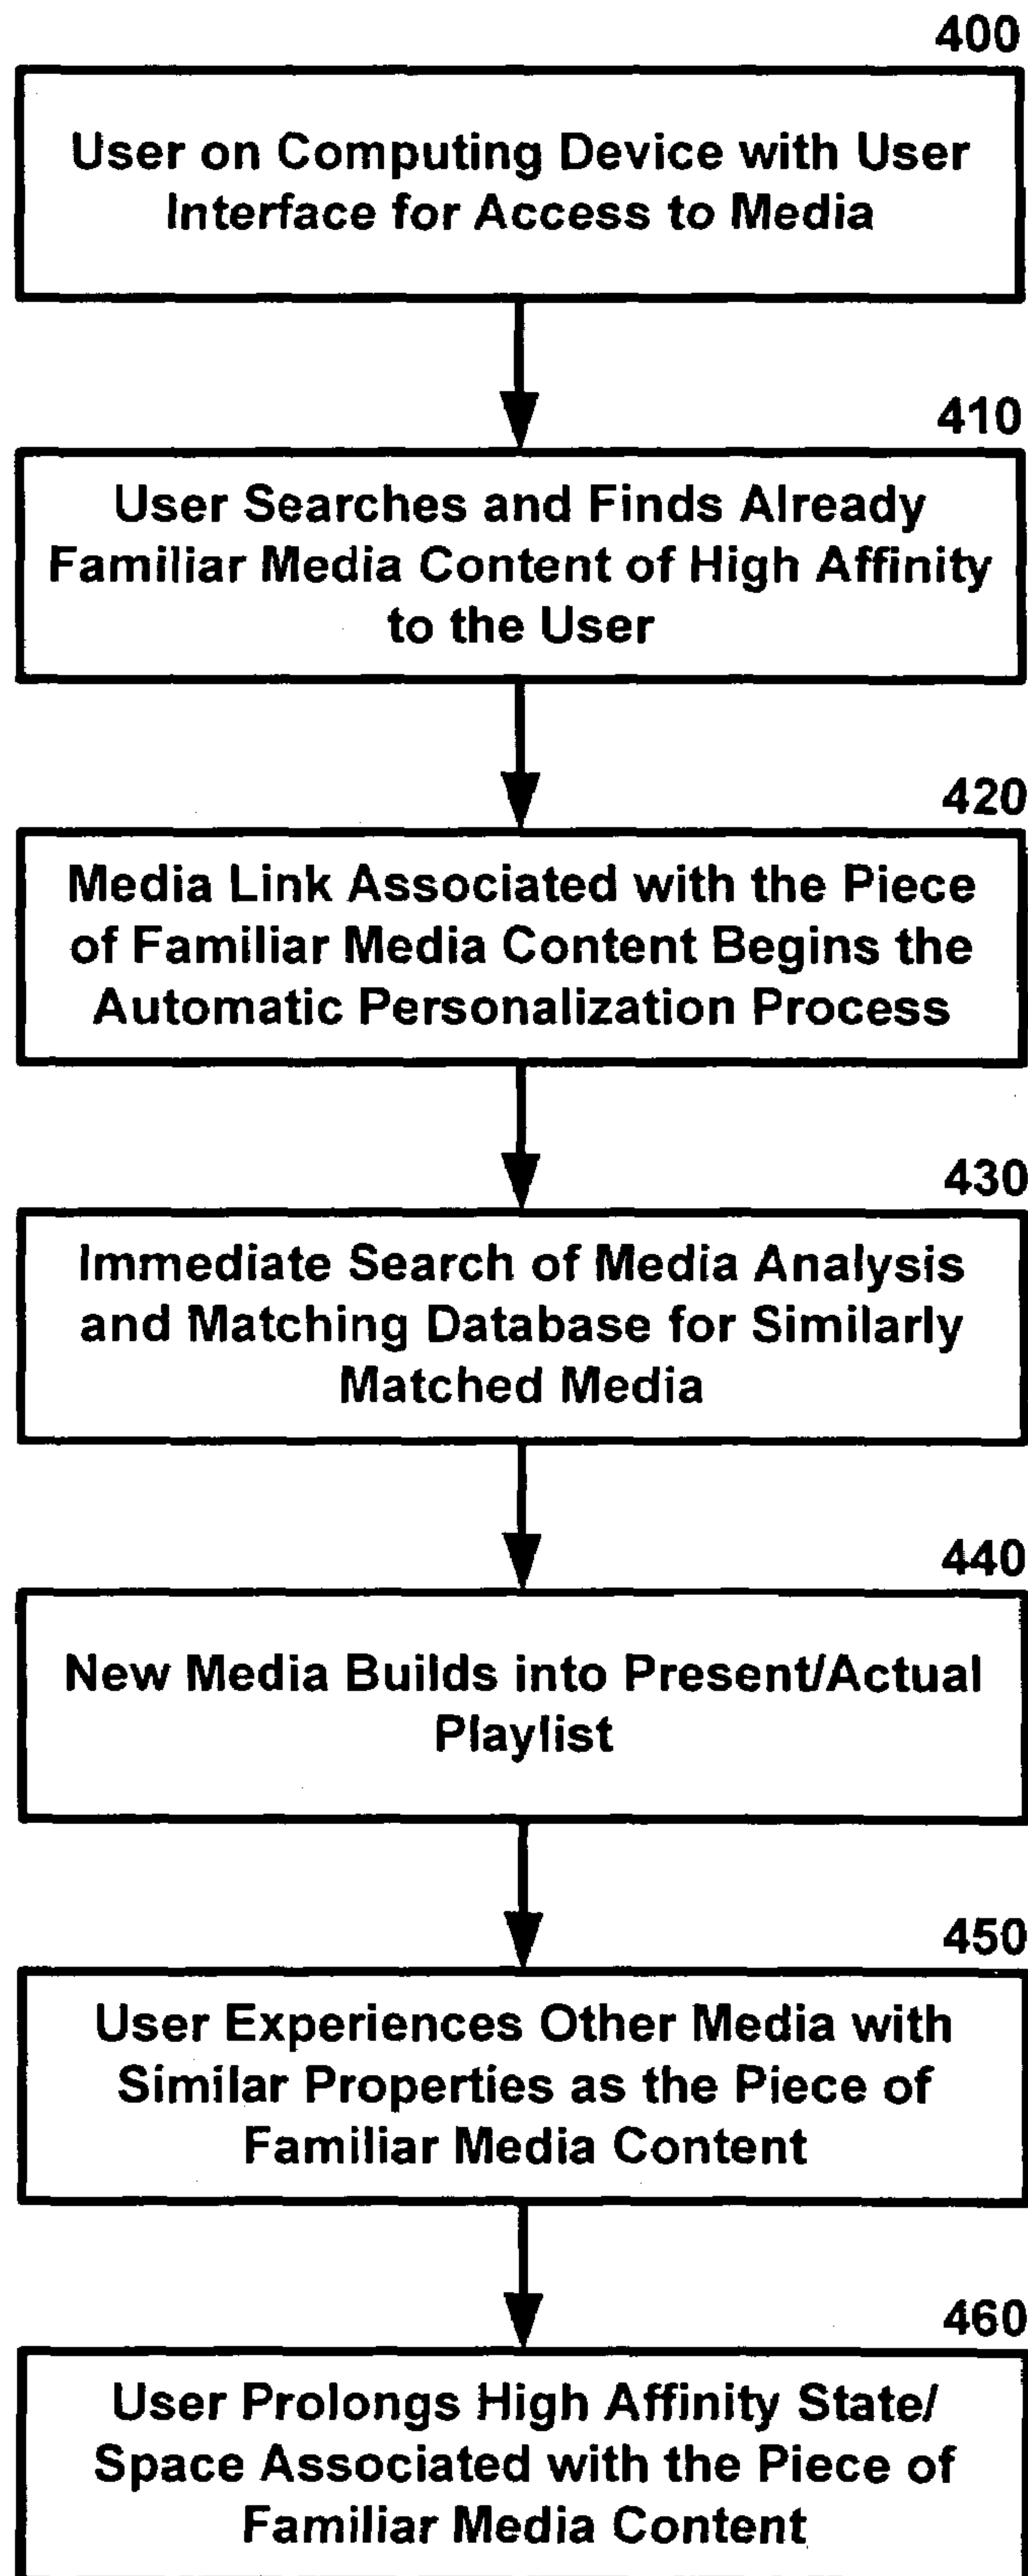 400
User on Computing Device with User
Interface for Access to Media
410
User Searches and Finds Already
Familiar Media Content of High Affinity
to the User
420
Media Link Associated with the Piece
of Familiar Media Content Begins the
Automatic Personalization Process
430
Immediate Search of Media Analysis
and Matching Database for Similarly
Matched Media
440
New Media Builds into Present/Actual
Playlist
450
User Experiences Other Media with
Similar Properties as the Piece of
Familiar Media Content
460
User Prolongs High Affinity State/
Space Associated with the Piece of
Familiar Media Content